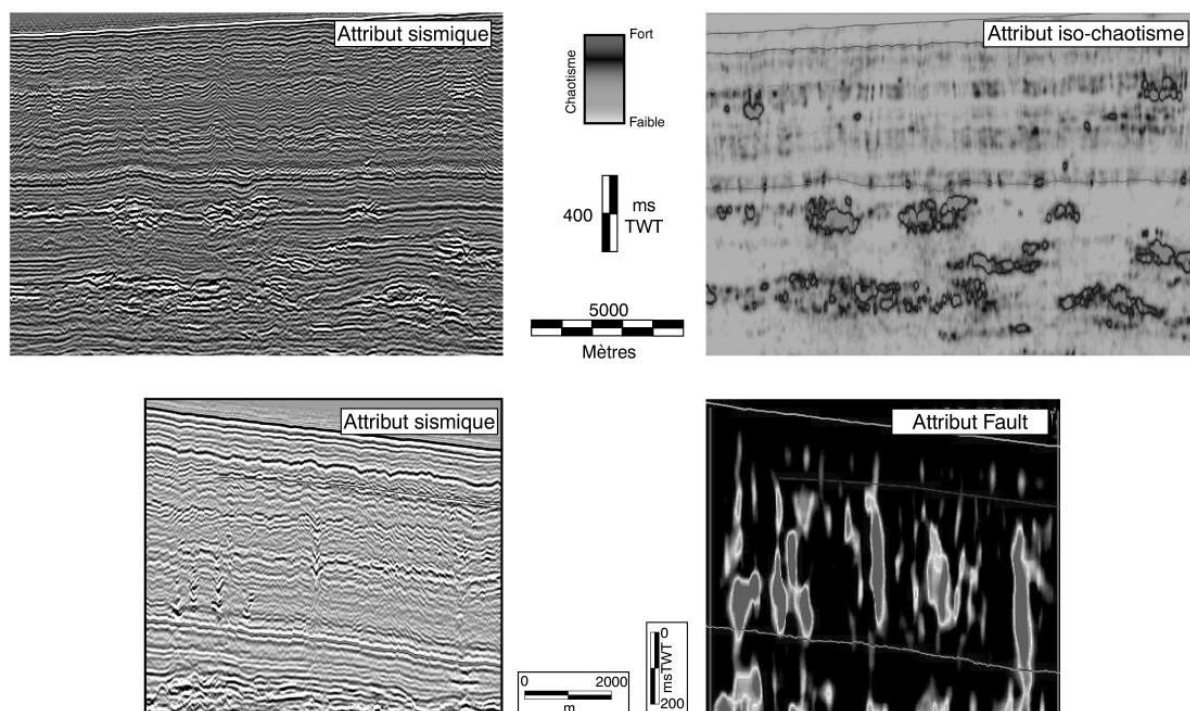 Attribut sismique
Fort
Chaotisme
Faible
400
ms
TWT
5000
Mètres
Attribut iso-chaotisme
Attribut sismique
0
2000
m
0
msTWT
200
Attribut Fault